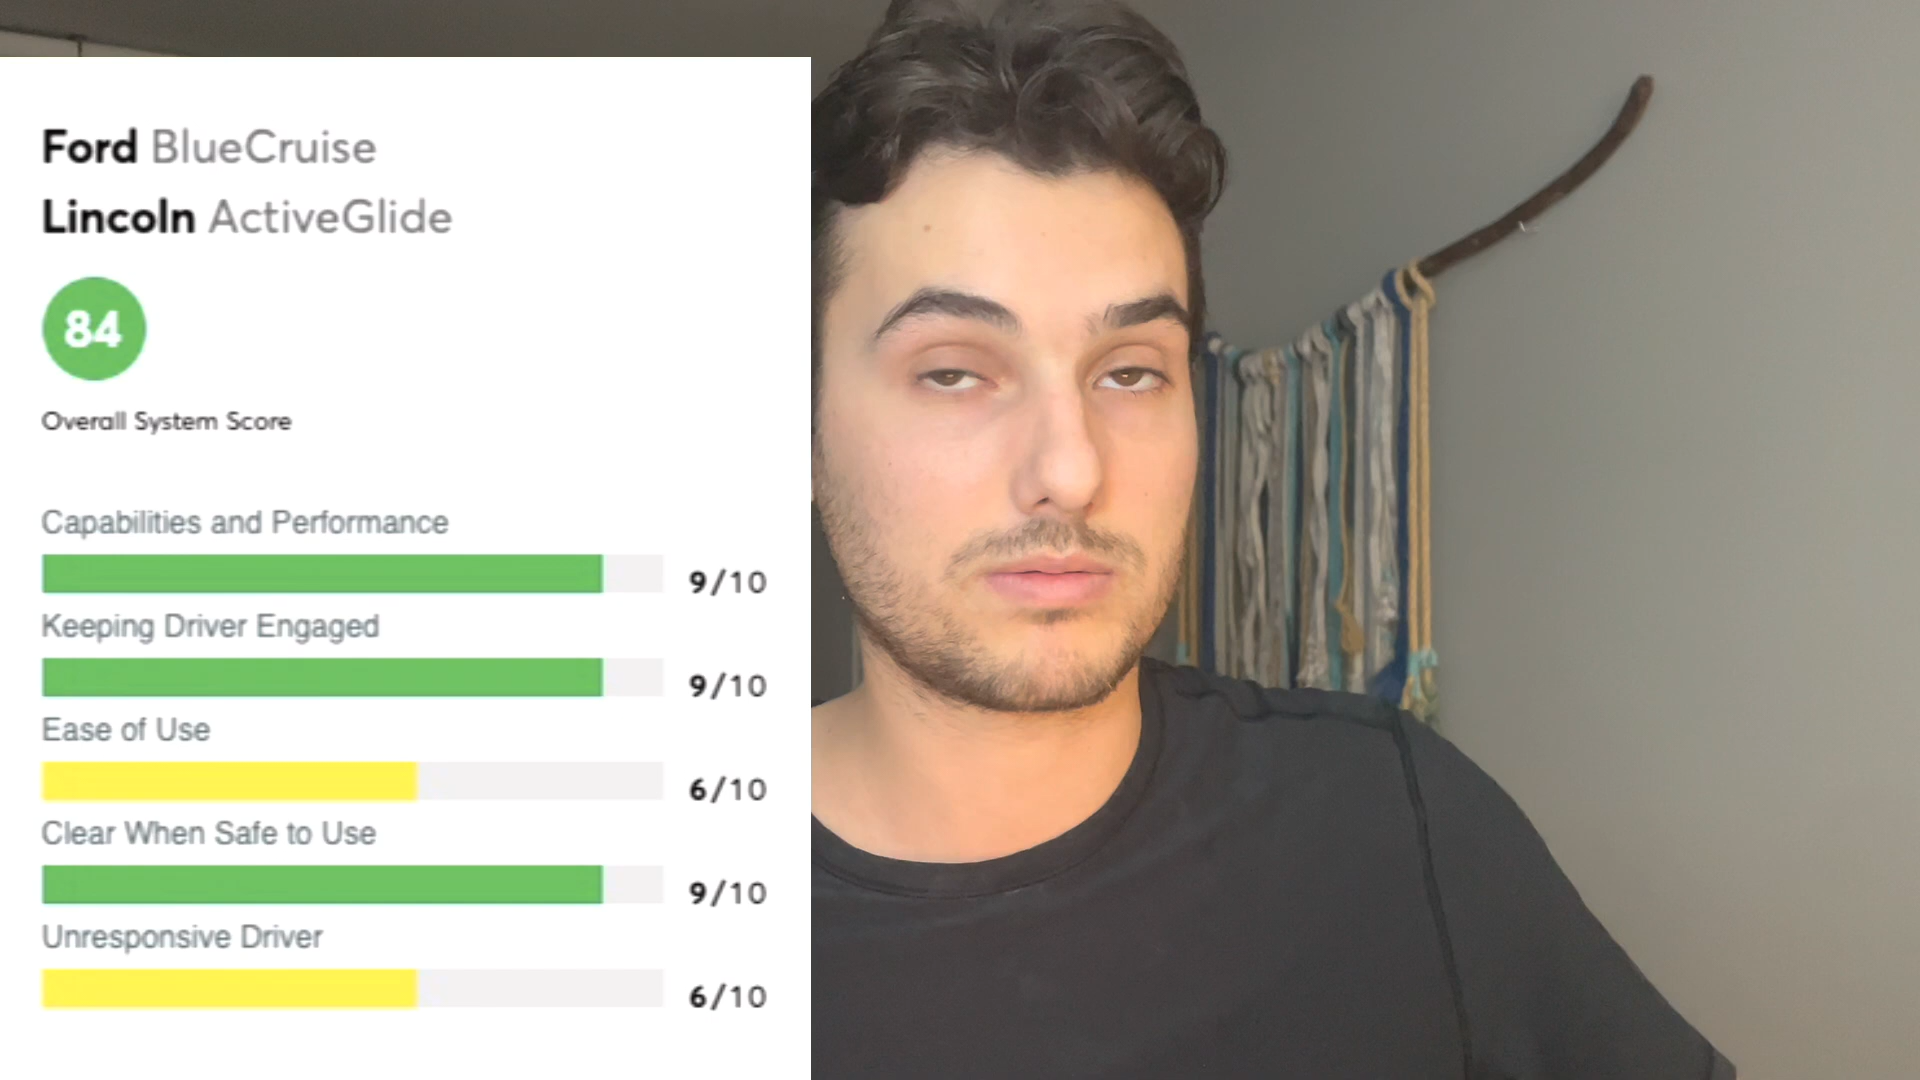 Ford BlueCruise
Lincoln ActiveGlide
84
Overall System Score
Capabilities and Performance
9/10
Keeping Driver Engaged
9/10
Ease of Use
6/10
Clear When Safe to Use
9/10
Unresponsive Driver
6/10